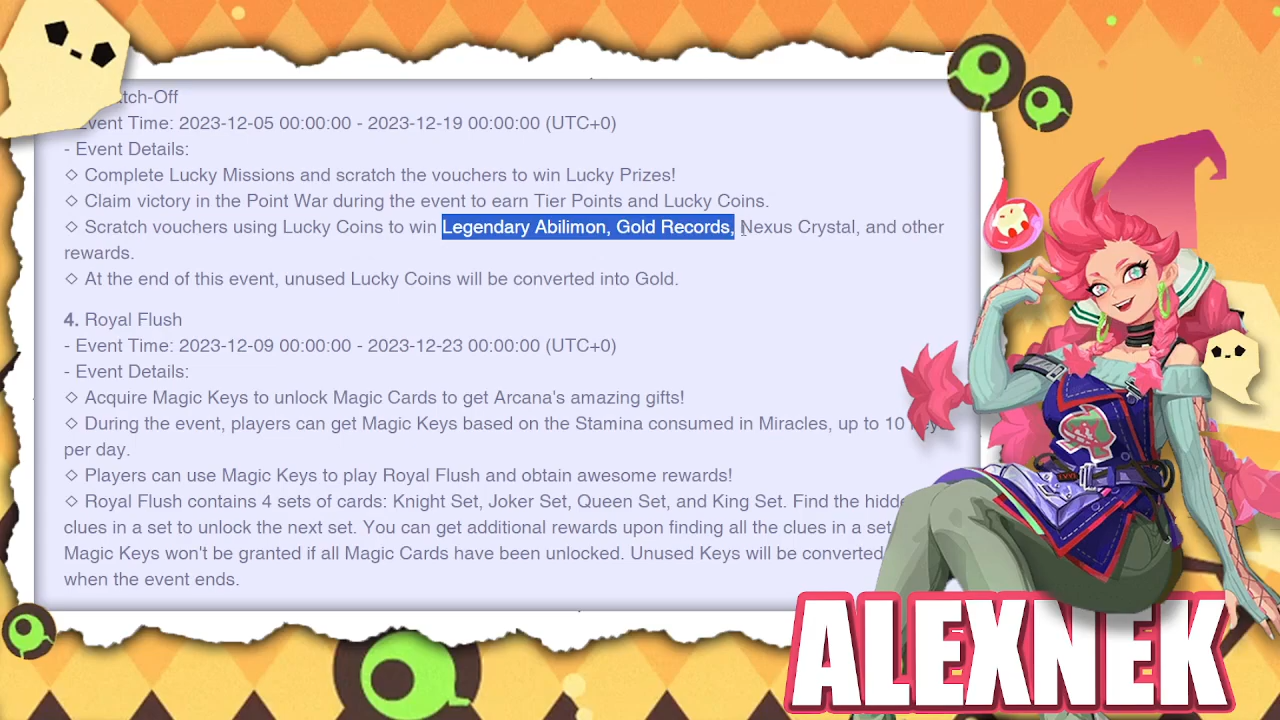 tch-Off
Event Time: 2023-12-05 00:00:00 - 2023-12-19 00:00:00 (UTC+0)
- Event Details:
◇ Complete Lucky Missions and scratch the vouchers to win Lucky Prizes!
◇ Claim victory in the Point War during the event to earn Tier Points and Lucky Coins.
◇ Scratch vouchers using Lucky Coins to win Legendary Abilimon, Gold Records, Nexus Crystal, and other
rewards.
◇ At the end of this event, unused Lucky Coins will be converted into Gold.
4. Royal Flush
- Event Time: 2023-12-09 00:00:00 - 2023-12-23 00:00:00 (UTC+0)
- Event Details:
◇ Acquire Magic Keys to unlock Magic Cards to get Arcana's amazing gifts!
◇ During the event, players can get Magic Keys based on the Stamina consumed in Miracles, up to 10
per day.
◇ Players can use Magic Keys to play Royal Flush and obtain awesome rewards!
◇ Royal Flush contains 4 sets of cards: Knight Set, Joker Set, Queen Set, and King Set. Find the hidde
clues in a set to unlock the next set. You can get additional rewards upon finding all the clues in a set
Magic Keys won't be granted if all Magic Cards have been unlocked. Unused Keys will be converted
when the event ends.
ALEXNEK